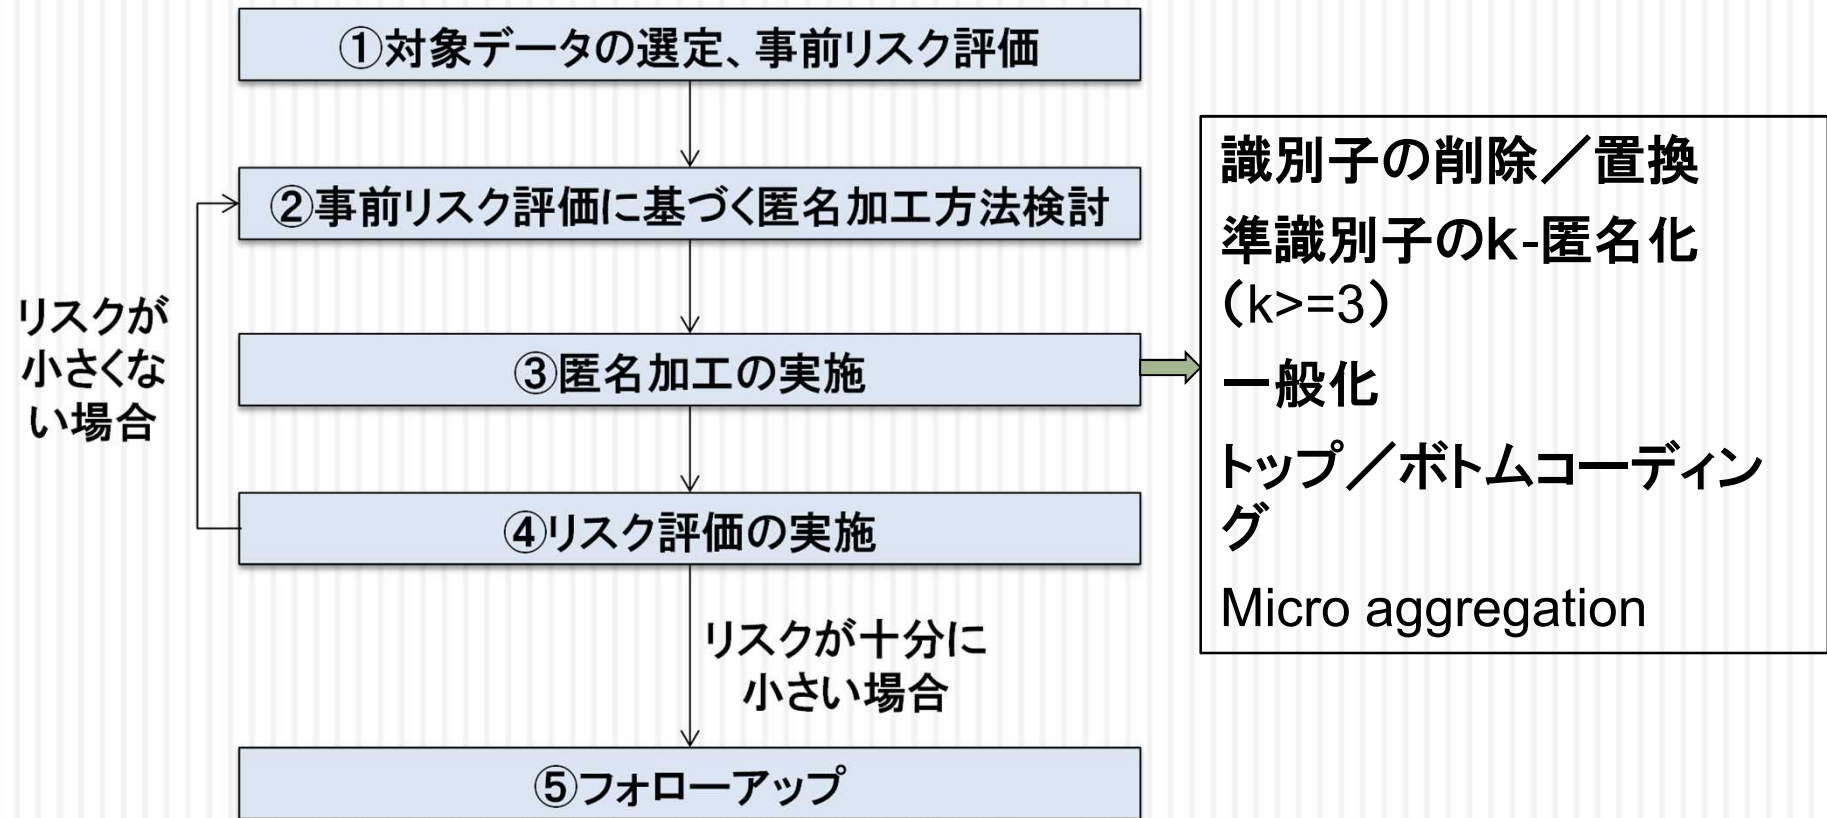 ①対象データの選定、事前リスク評価
②事前リスク評価に基づく匿名加工方法検討
③匿名加工の実施
④リスク評価の実施
リスクが
小さくな
い場合
リスクが十分に
小さい場合
⑤フォローアップ
識別子の削除／置換
準識別子のk-匿名化
（k>=3）
一般化
トップ／ボトムコーディン
グ
Micro aggregation